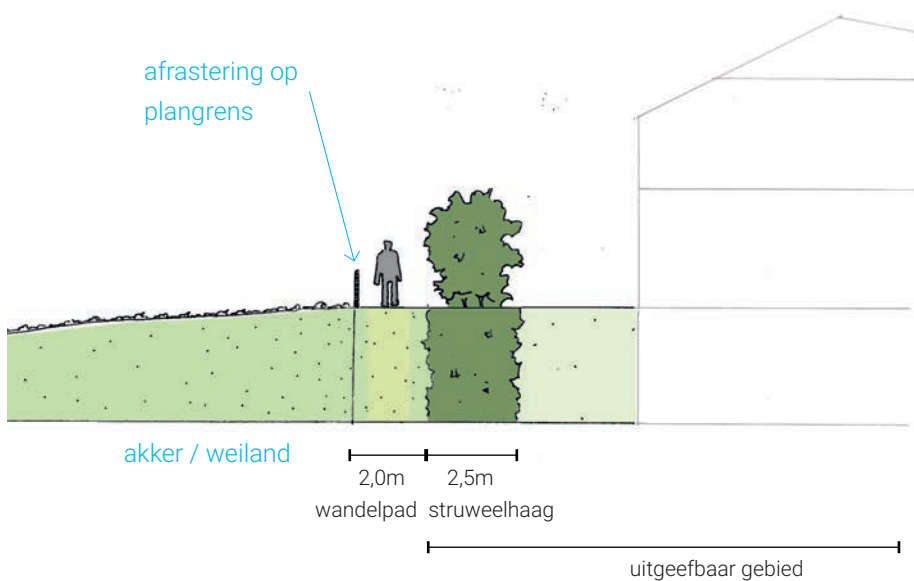 afrastering op
plangrens
akker / weiland
2,0m
wandelpad
2,5m
struweelhaag
uitgeefbaar gebied